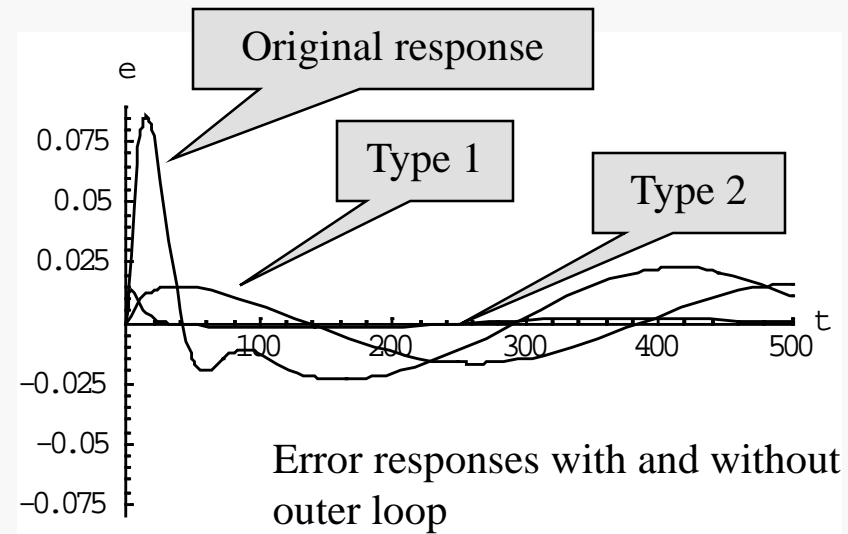 Original response
e
0.075
Type 1
0.05
Type 2
0.025
t
100
200
300
400
500
−0.025
−0.05
Error responses with and without
outer loop
−0.075